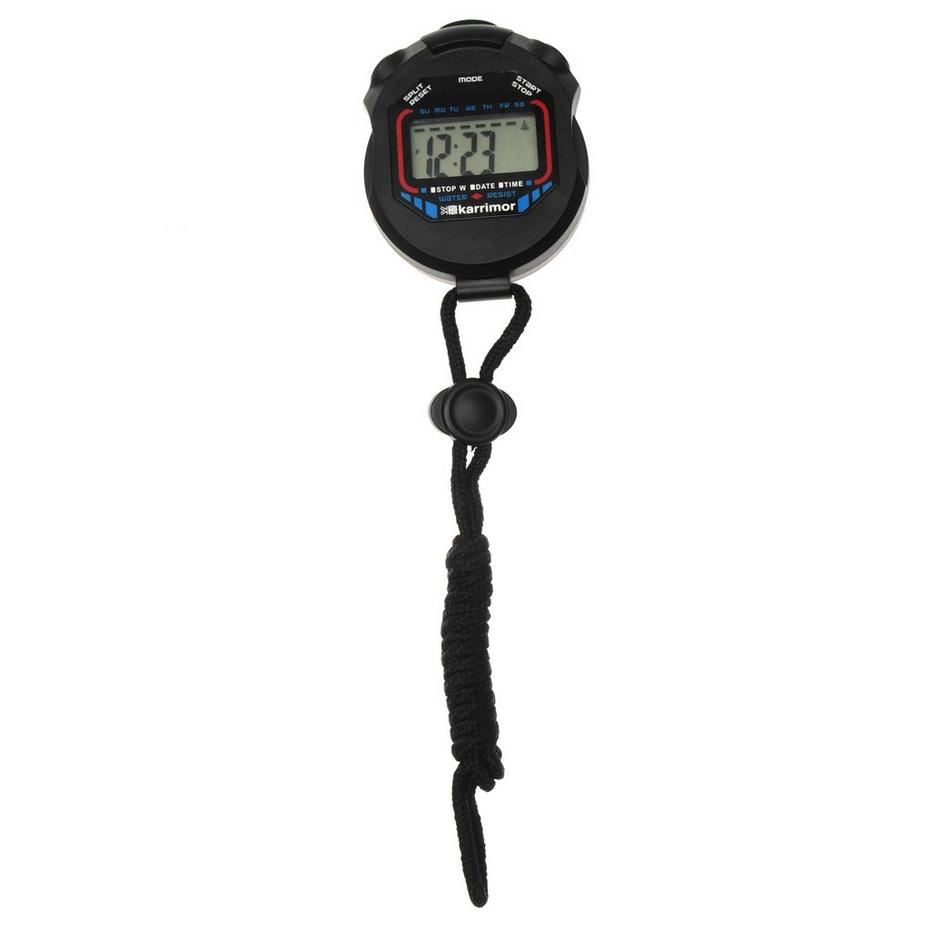 MODE
SPLIT
RESET
START
STOP
SU MO TU WE TH FR SA
12:23
STOP W DATE TIME
WATER RESIST
karrimor